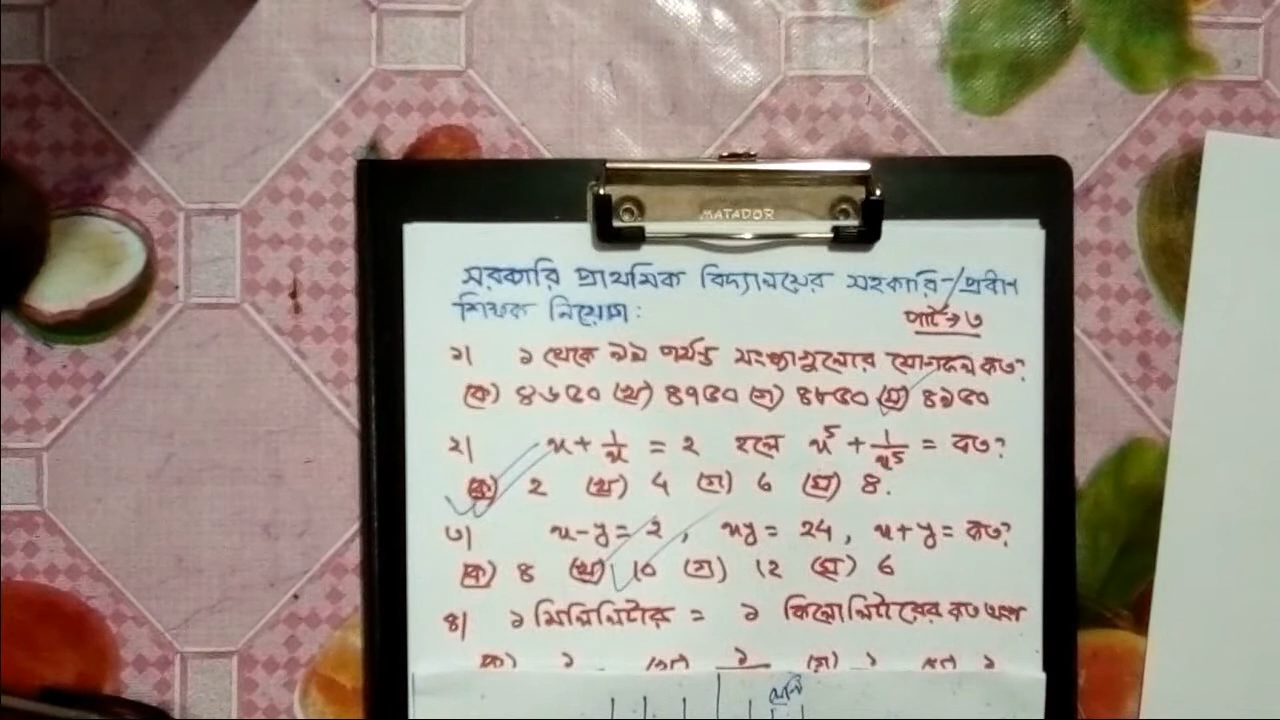 MATADOR
সরকারি প্রাথমিক বিদ্যালয়ের সহকারি/প্রধান
শিক্ষক নিয়োগ:
পার্ট→৩
১। ১ থেকে ৯৯ পর্যন্ত সংখ্যাগুলোর যোগফল কত?
(ক) ৪৬৫০ (খ) ৪৭৫০ (গ) ৪৮৫০ (ঘ) ৪৯৫০
২। x + 1/x = ২ হলে x⁵ + 1/x⁵ = কত?
(ক) ২ (খ) 4 (গ) 6 (ঘ) 8.
৩। x-y = 2, xy = 24, x+y = কত?
(ক) 8 (খ) 10 (গ) 12 (ঘ) 6
৪। ১ মিলিলিটার = ১ কিলোলিটারের কত অংশ